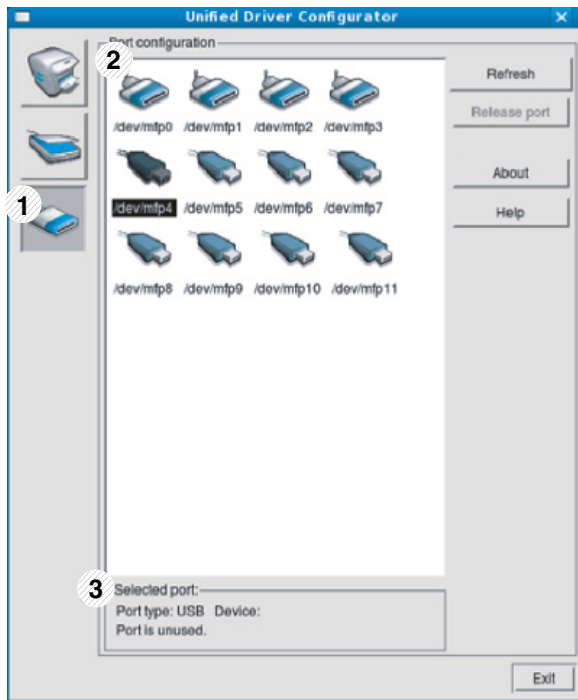 Unified Driver Configurator
Port configuration
2
Refresh
/dev/mfp0 /dev/mfp1 /dev/mfp2 /dev/mfp3
Release port
About
1
/dev/mfp4 /dev/mfp5 /dev/mfp6 /dev/mfp7
Help
/dev/mfp8 /dev/mfp9 /dev/mfp10 /dev/mfp11
3
Selected port:
Port type: USB Device:
Port is unused.
Exit